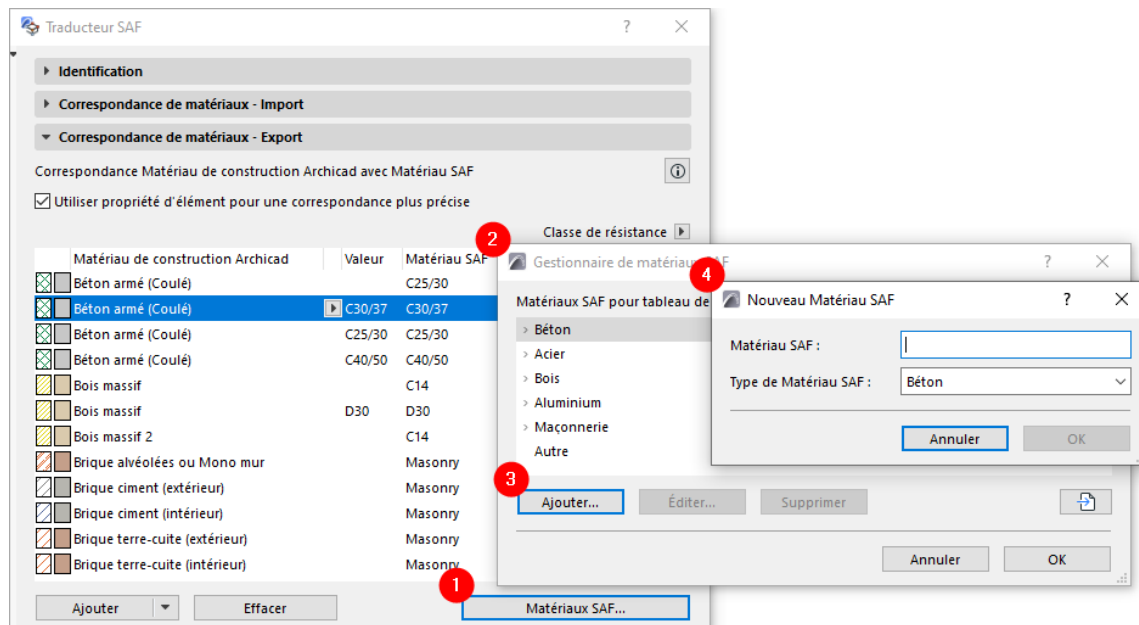 Traducteur SAF
Identification
Correspondance de matériaux - Import
Correspondance de matériaux - Export
Correspondance Matériau de construction Archicad avec Matériau SAF
Utiliser propriété d'élément pour une correspondance plus précise
Classe de résistance
Matériau de construction Archicad Valeur Matériau SAF
Béton armé (Coulé) C25/30
Béton armé (Coulé) C30/37 C30/37
Béton armé (Coulé) C25/30 C25/30
Béton armé (Coulé) C40/50 C40/50
Bois massif C14
Bois massif D30 D30
Bois massif 2 C14
Brique alvéolées ou Mono mur Masonry
Brique ciment (extérieur) Masonry
Brique ciment (intérieur) Masonry
Brique terre-cuite (extérieur) Masonry
Brique terre-cuite (intérieur) Masonry
1
Ajouter Effacer Matériaux SAF...
2
Gestionnaire de matériaux SAF
Matériaux SAF pour tableau de
Béton
Acier
Bois
Aluminium
Maçonnerie
Autre
3
Ajouter... Éditer... Supprimer
Annuler OK
4
Nouveau Matériau SAF
Matériau SAF :
Type de Matériau SAF : Béton
Annuler OK